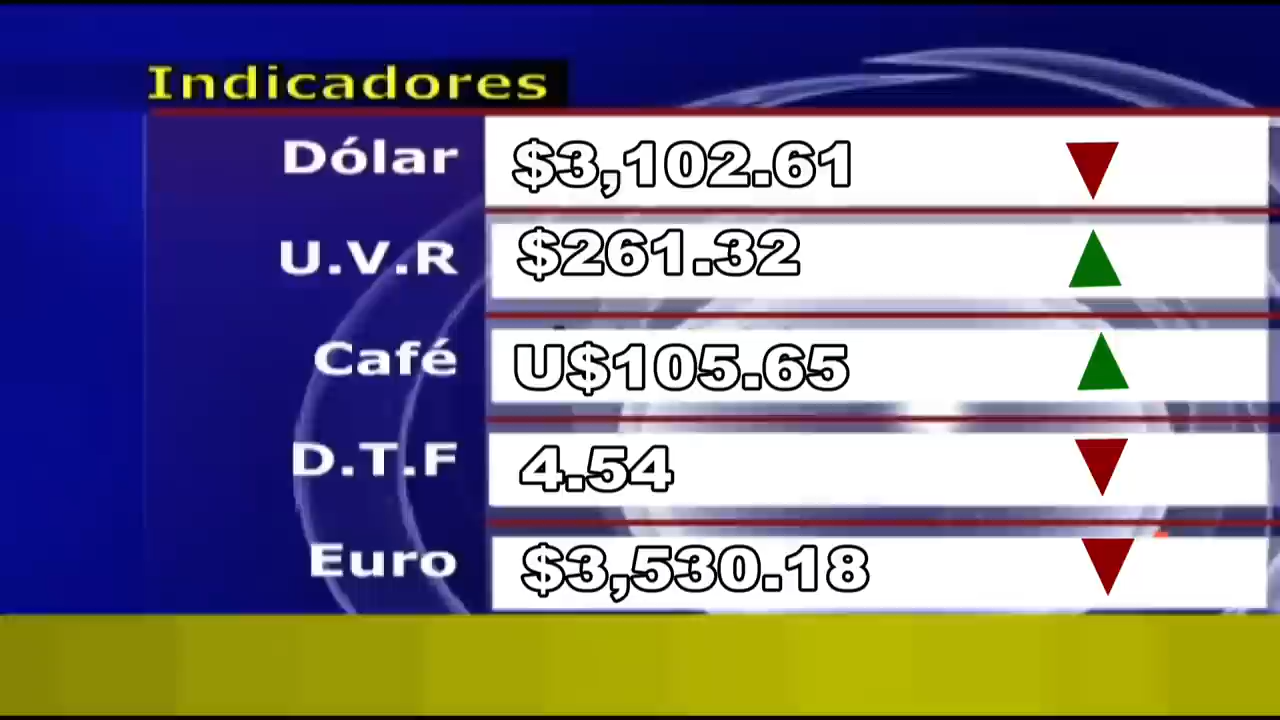 Indicadores
Dólar $3,102.61
U.V.R $261.32
Café U$105.65
D.T.F 4.54
Euro $3,530.18